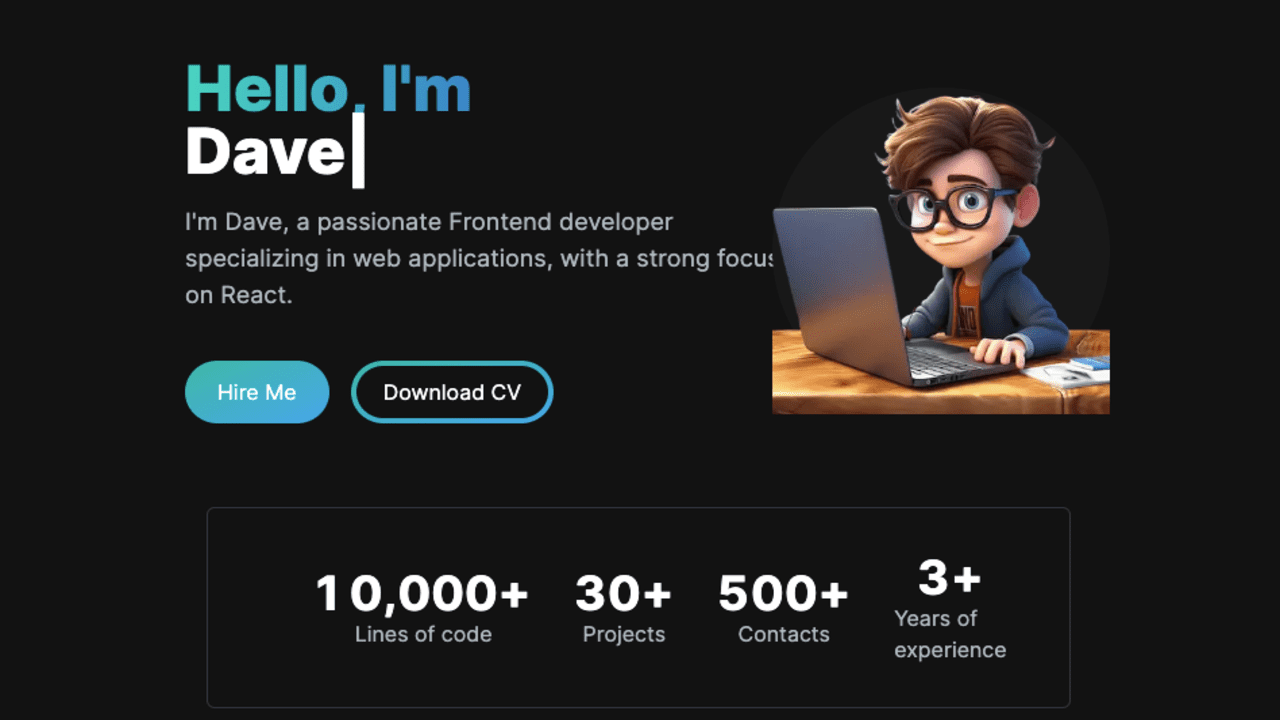 Hello, I'm
Dave
I'm Dave, a passionate Frontend developer
specializing in web applications, with a strong focus
on React.
Hire Me
Download CV
10,000+
Lines of code
30+
Projects
500+
Contacts
3+
Years of
experience